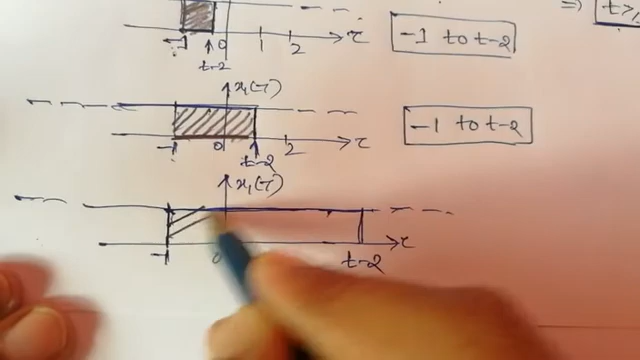 -1 0 1 2 τ
t-2
-1 to t-2
⇒ t>
x₁(τ)
-1 0 2 τ
t-2
-1 to t-2
x₁(τ)
-1 t-2 τ